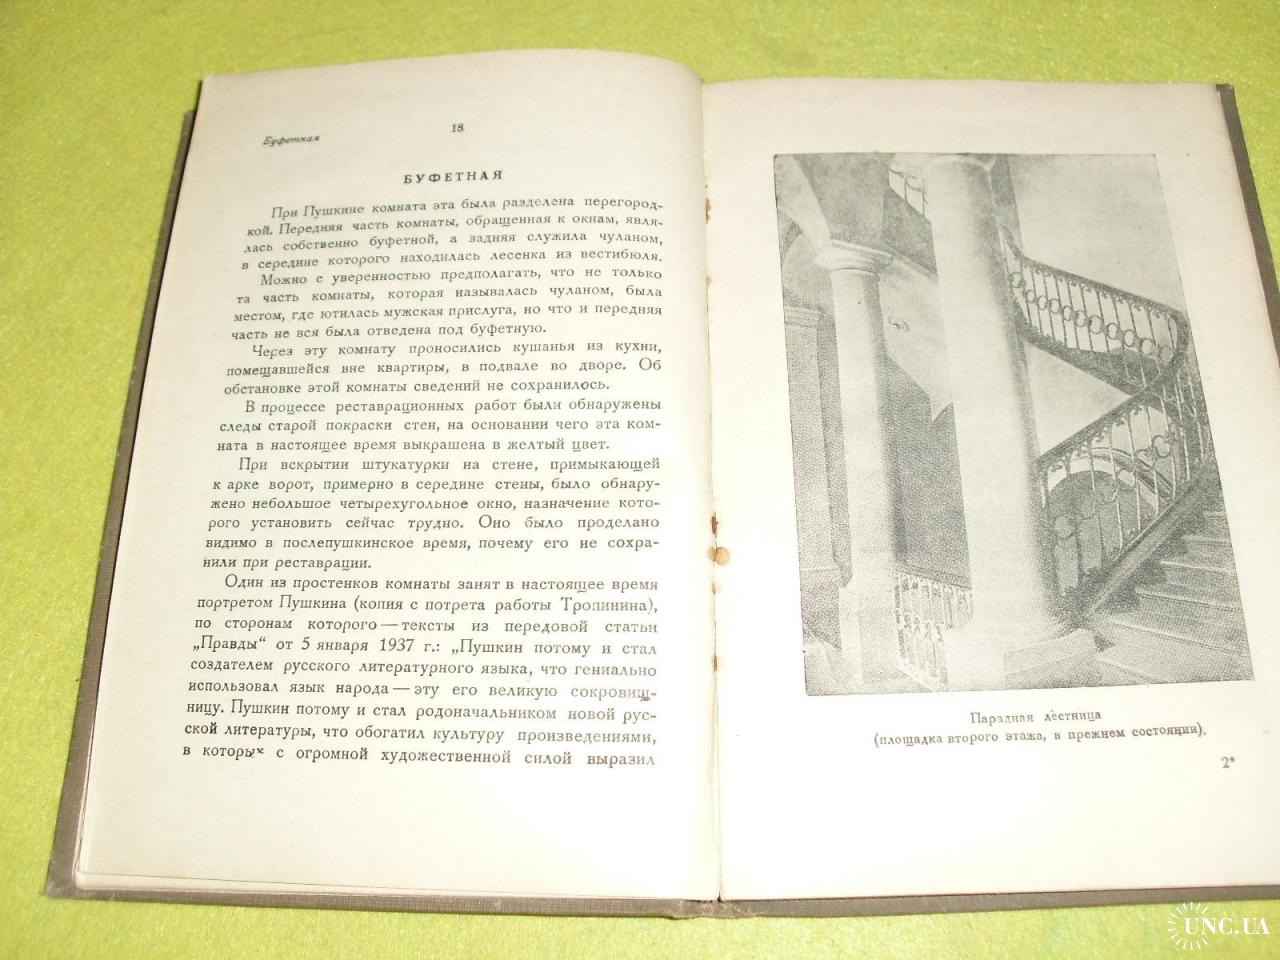 Буфетная
18
БУФЕТНАЯ
При Пушкине комната эта была разделена перегород-
кой. Передняя часть комнаты, обращенная к окнам, явля-
лась собственно буфетной, а задняя служила чуланом,
в середине которого находилась лесенка из вестибюля.
Можно с уверенностью предполагать, что не только
та часть комнаты, которая называлась чуланом, была
местом, где ютилась мужская прислуга, но что и передняя
часть не вся была отведена под буфетную.
Через эту комнату проносились кушанья из кухни,
помещавшейся вне квартиры, в подвале во дворе. Об
обстановке этой комнаты сведений не сохранилось.
В процессе реставрационных работ были обнаружены
следы старой покраски стен, на основании чего эта ком-
ната в настоящее время выкрашена в желтый цвет.
При вскрытии штукатурки на стене, примыкающей
к арке ворот, примерно в середине стены, было обнару-
жено небольшое четырехугольное окно, назначение кото-
рого установить сейчас трудно. Оно было проделано
видимо в послепушкинское время, почему его не сохра-
нили при реставрации.
Один из простенков комнаты занят в настоящее время
портретом Пушкина (копия с потрета работы Тропинина),
по сторонам которого — тексты из передовой статьи
„Правды“ от 5 января 1937 г.: „Пушкин потому и стал
создателем русского литературного языка, что гениально
использовал язык народа — эту его великую сокровищ-
ницу. Пушкин потому и стал родоначальником новой рус-
ской литературы, что обогатил культуру произведениями,
в которых с огромной художественной силой выразил
Парадная лестница
(площадка второго этажа, в прежнем состоянии).
2*
UNC.UA